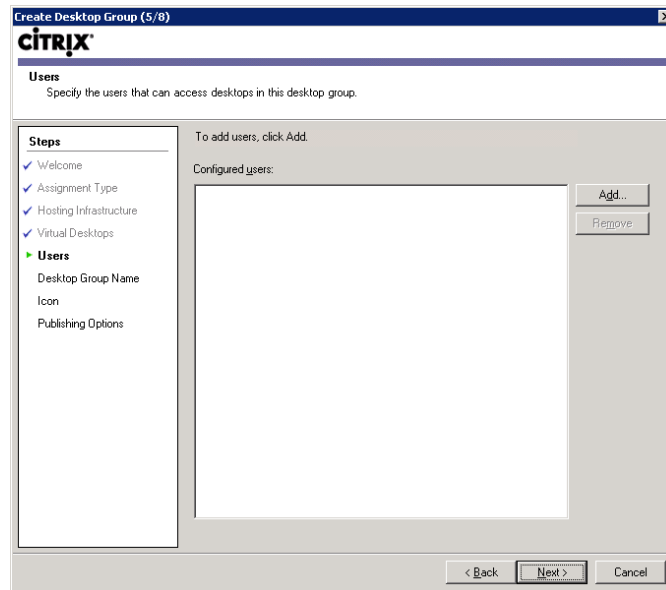 Create Desktop Group (5/8)
CİTRIX
Users
Specify the users that can access desktops in this desktop group.
Steps
Welcome
Assignment Type
Hosting Infrastructure
Virtual Desktops
Users
Desktop Group Name
Icon
Publishing Options
To add users, click Add.
Configured users:
Add...
Remove
< Back
Next >
Cancel